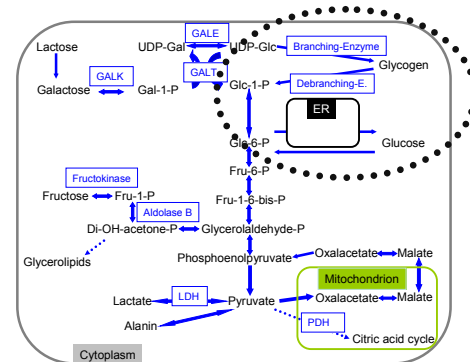 GALE
Lactose
UDP-Gal
UDP-Glc
Branching-Enzyme
Glycogen
GALK
GALT
Debranching-E.
Galactose
Gal-1-P
Glc-1-P
ER
Glc-6-P
Glucose
Fru-6-P
Fructokinase
Fructose
Fru-1-P
Fru-1-6-bis-P
Aldolase B
Di-OH-acetone-P
Glycerolaldehyde-P
Glycerolipids
Phosphoenolpyruvate
Oxalacetate
Malate
Mitochondrion
Lactate
LDH
Pyruvate
Oxalacetate
Malate
PDH
Alanin
Citric acid cycle
Cytoplasm